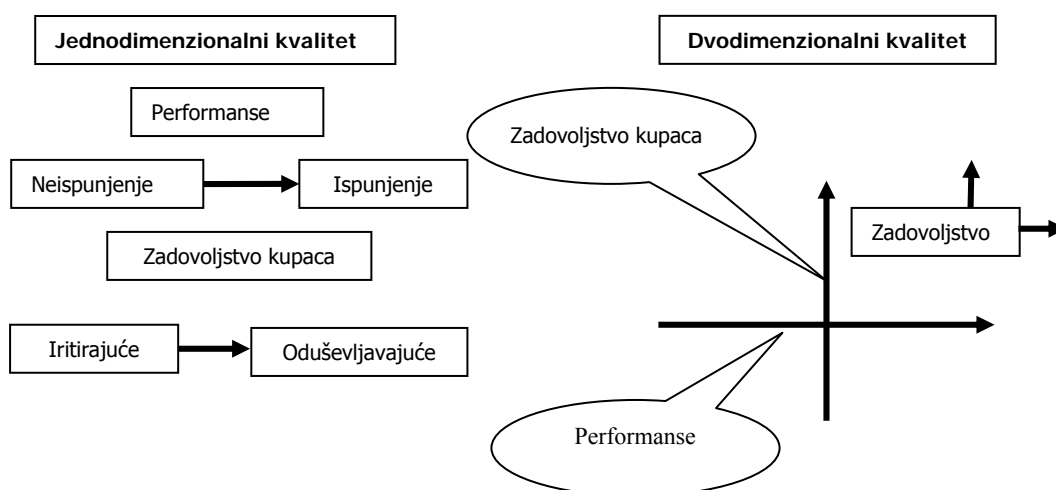 Jednodimenzionalni kvalitet
Dvodimenzionalni kvalitet
Performanse
Zadovoljstvo kupaca
Neispunjenje
Ispunjenje
Zadovoljstvo
Zadovoljstvo kupaca
Iritirajuće
Oduševljavajuće
Performanse